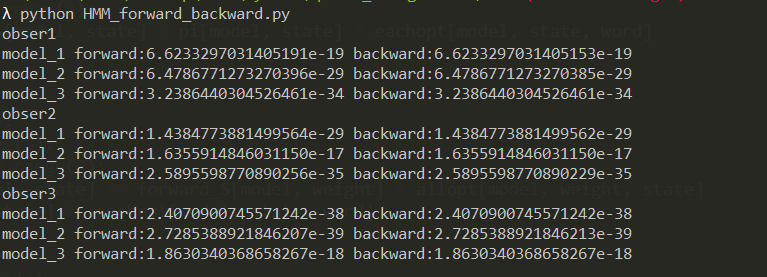 λ python HMM_forward_backward.py
obser1
model_1 forward:6.6233297031405191e-19 backward:6.6233297031405153e-19
model_2 forward:6.4786771273270396e-29 backward:6.4786771273270385e-29
model_3 forward:3.2386440304526461e-34 backward:3.2386440304526461e-34
obser2
model_1 forward:1.4384773881499564e-29 backward:1.4384773881499562e-29
model_2 forward:1.6355914846031150e-17 backward:1.6355914846031150e-17
model_3 forward:2.5895598770890256e-35 backward:2.5895598770890229e-35
obser3
model_1 forward:2.4070900745571242e-38 backward:2.4070900745571242e-38
model_2 forward:2.7285388921846207e-39 backward:2.7285388921846213e-39
model_3 forward:1.8630340368658267e-18 backward:1.8630340368658267e-18